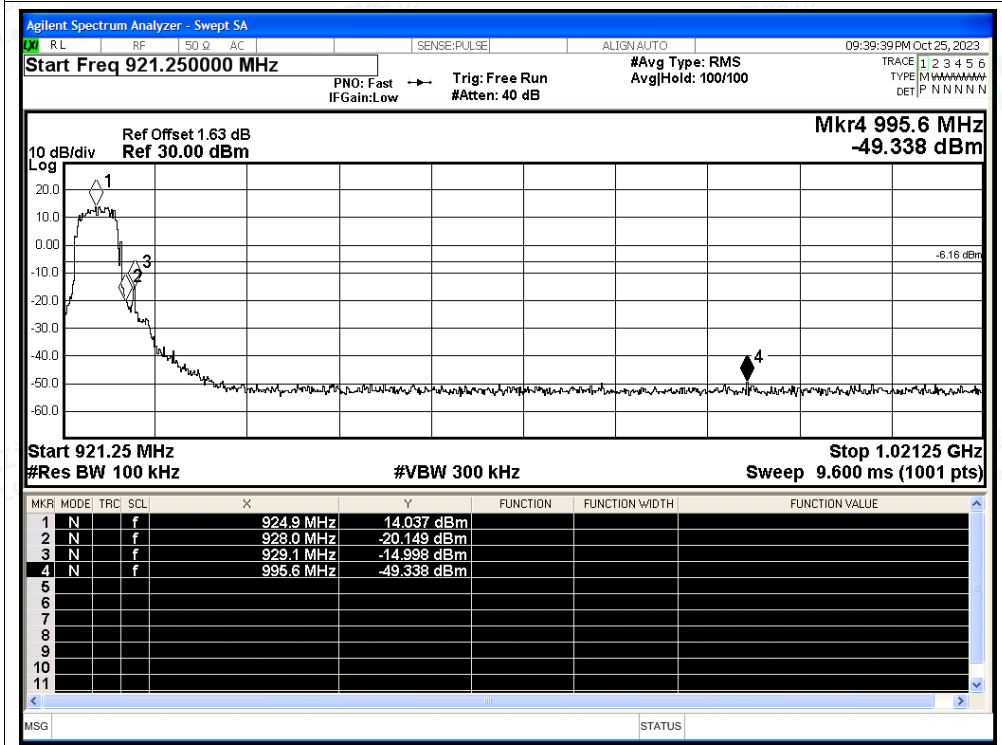 Agilent Spectrum Analyzer - Swept SA
LXI RL RF 50 Ω AC SENSE:PULSE ALIGN AUTO 09:39:39 PM Oct 25, 2023
Start Freq 921.250000 MHz
PNO: Fast
IFGain:Low
Trig: Free Run
#Atten: 40 dB
#Avg Type: RMS
Avg|Hold: 100/100
TRACE 1 2 3 4 5 6
TYPE M WWWWW
DET P N N N N N
Mkr4 995.6 MHz
-49.338 dBm
Ref Offset 1.63 dB
10 dB/div Ref 30.00 dBm
Log
20.0
10.0
0.00
-10.0
-20.0
-30.0
-40.0
-50.0
-60.0
1
2
3
4
-6.16 dBm
Start 921.25 MHz Stop 1.02125 GHz
#Res BW 100 kHz #VBW 300 kHz Sweep 9.600 ms (1001 pts)
MKR MODE TRC SCL X Y FUNCTION FUNCTION WIDTH FUNCTION VALUE
1 N f 924.9 MHz 14.037 dBm
2 N f 928.0 MHz -20.149 dBm
3 N f 929.1 MHz -14.998 dBm
4 N f 995.6 MHz -49.338 dBm
5
6
7
8
9
10
11
MSG STATUS